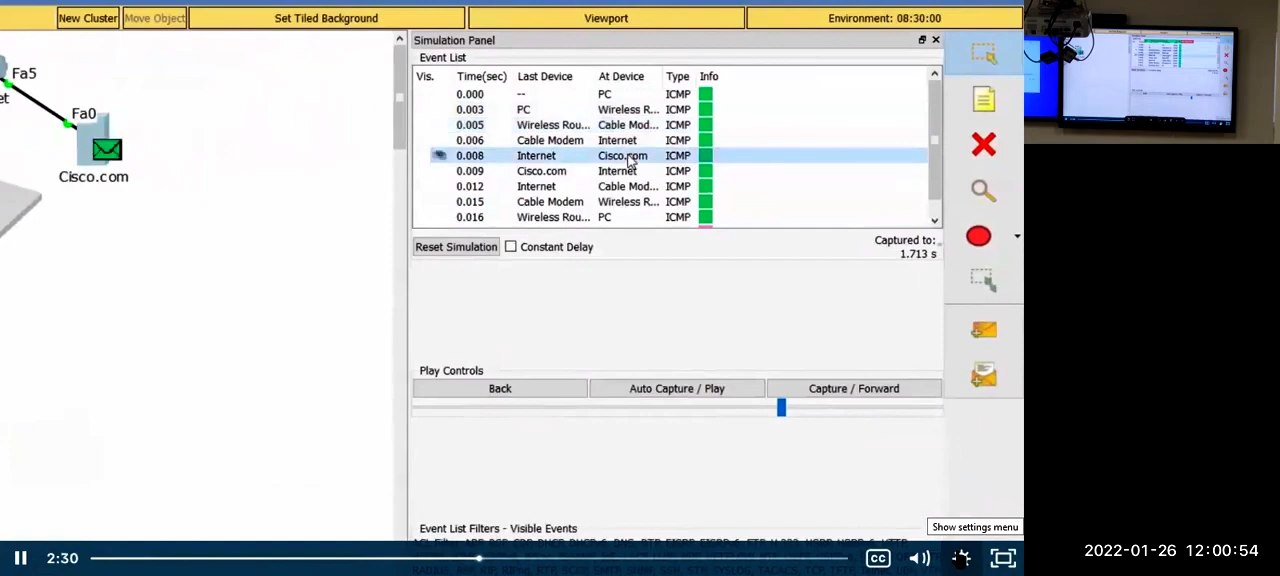 New Cluster Move Object Set Tiled Background Viewport Environment: 08:30:00
Simulation Panel
Event List
Vis. Time(sec) Last Device At Device Type Info
0.000 -- PC ICMP
0.003 PC Wireless R... ICMP
0.005 Wireless Rou... Cable Mod... ICMP
0.006 Cable Modem Internet ICMP
0.008 Internet Cisco.com ICMP
0.009 Cisco.com Internet ICMP
0.012 Internet Cable Mod... ICMP
0.015 Cable Modem Wireless R... ICMP
0.016 Wireless Rou... PC ICMP
Fa5
et
Fa0
Cisco.com
Reset Simulation Constant Delay Captured to:
1.713 s
Play Controls
Back Auto Capture / Play Capture / Forward
Event List Filters - Visible Events
Show settings menu
2:30 CC
2022-01-26 12:00:54